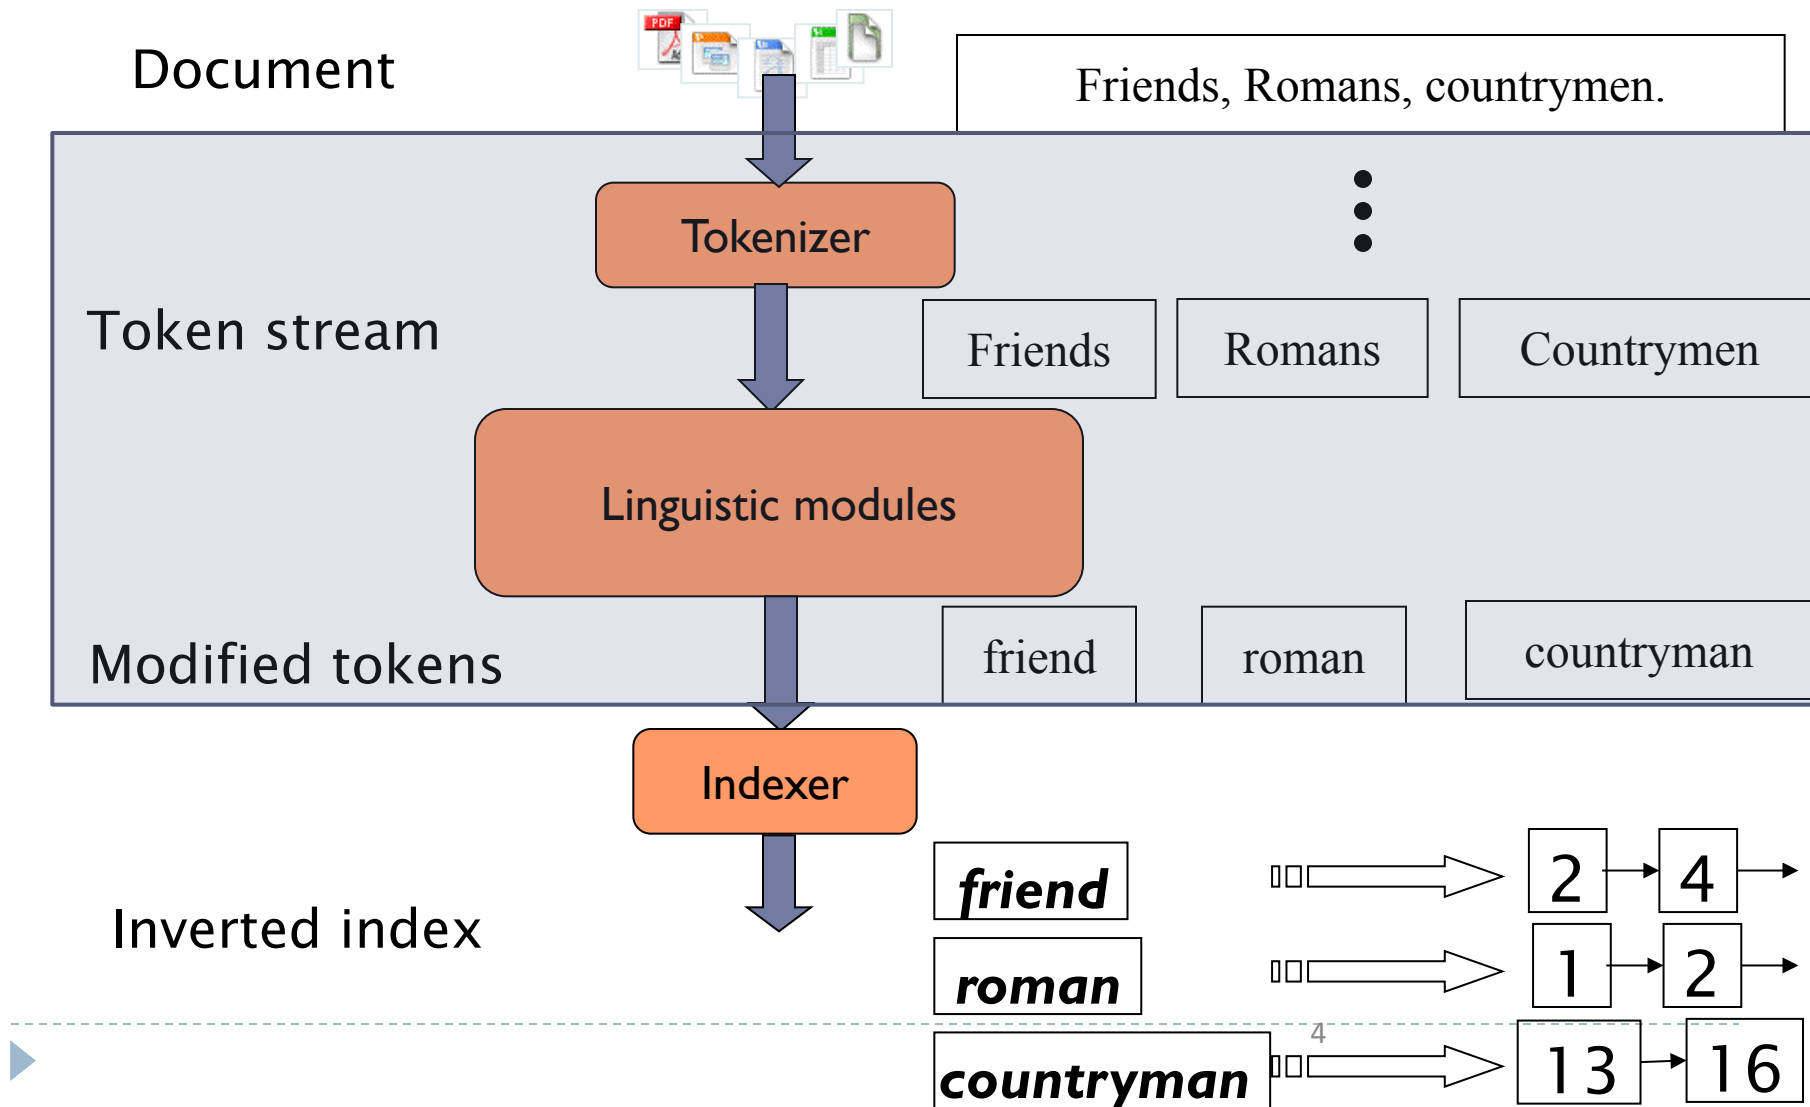 PDF
Document
Friends, Romans, countrymen.
Tokenizer
Token stream
Friends Romans Countrymen
Linguistic modules
Modified tokens
friend roman countryman
Indexer
friend 2 4
Inverted index
roman 1 2
4
countryman 13 16